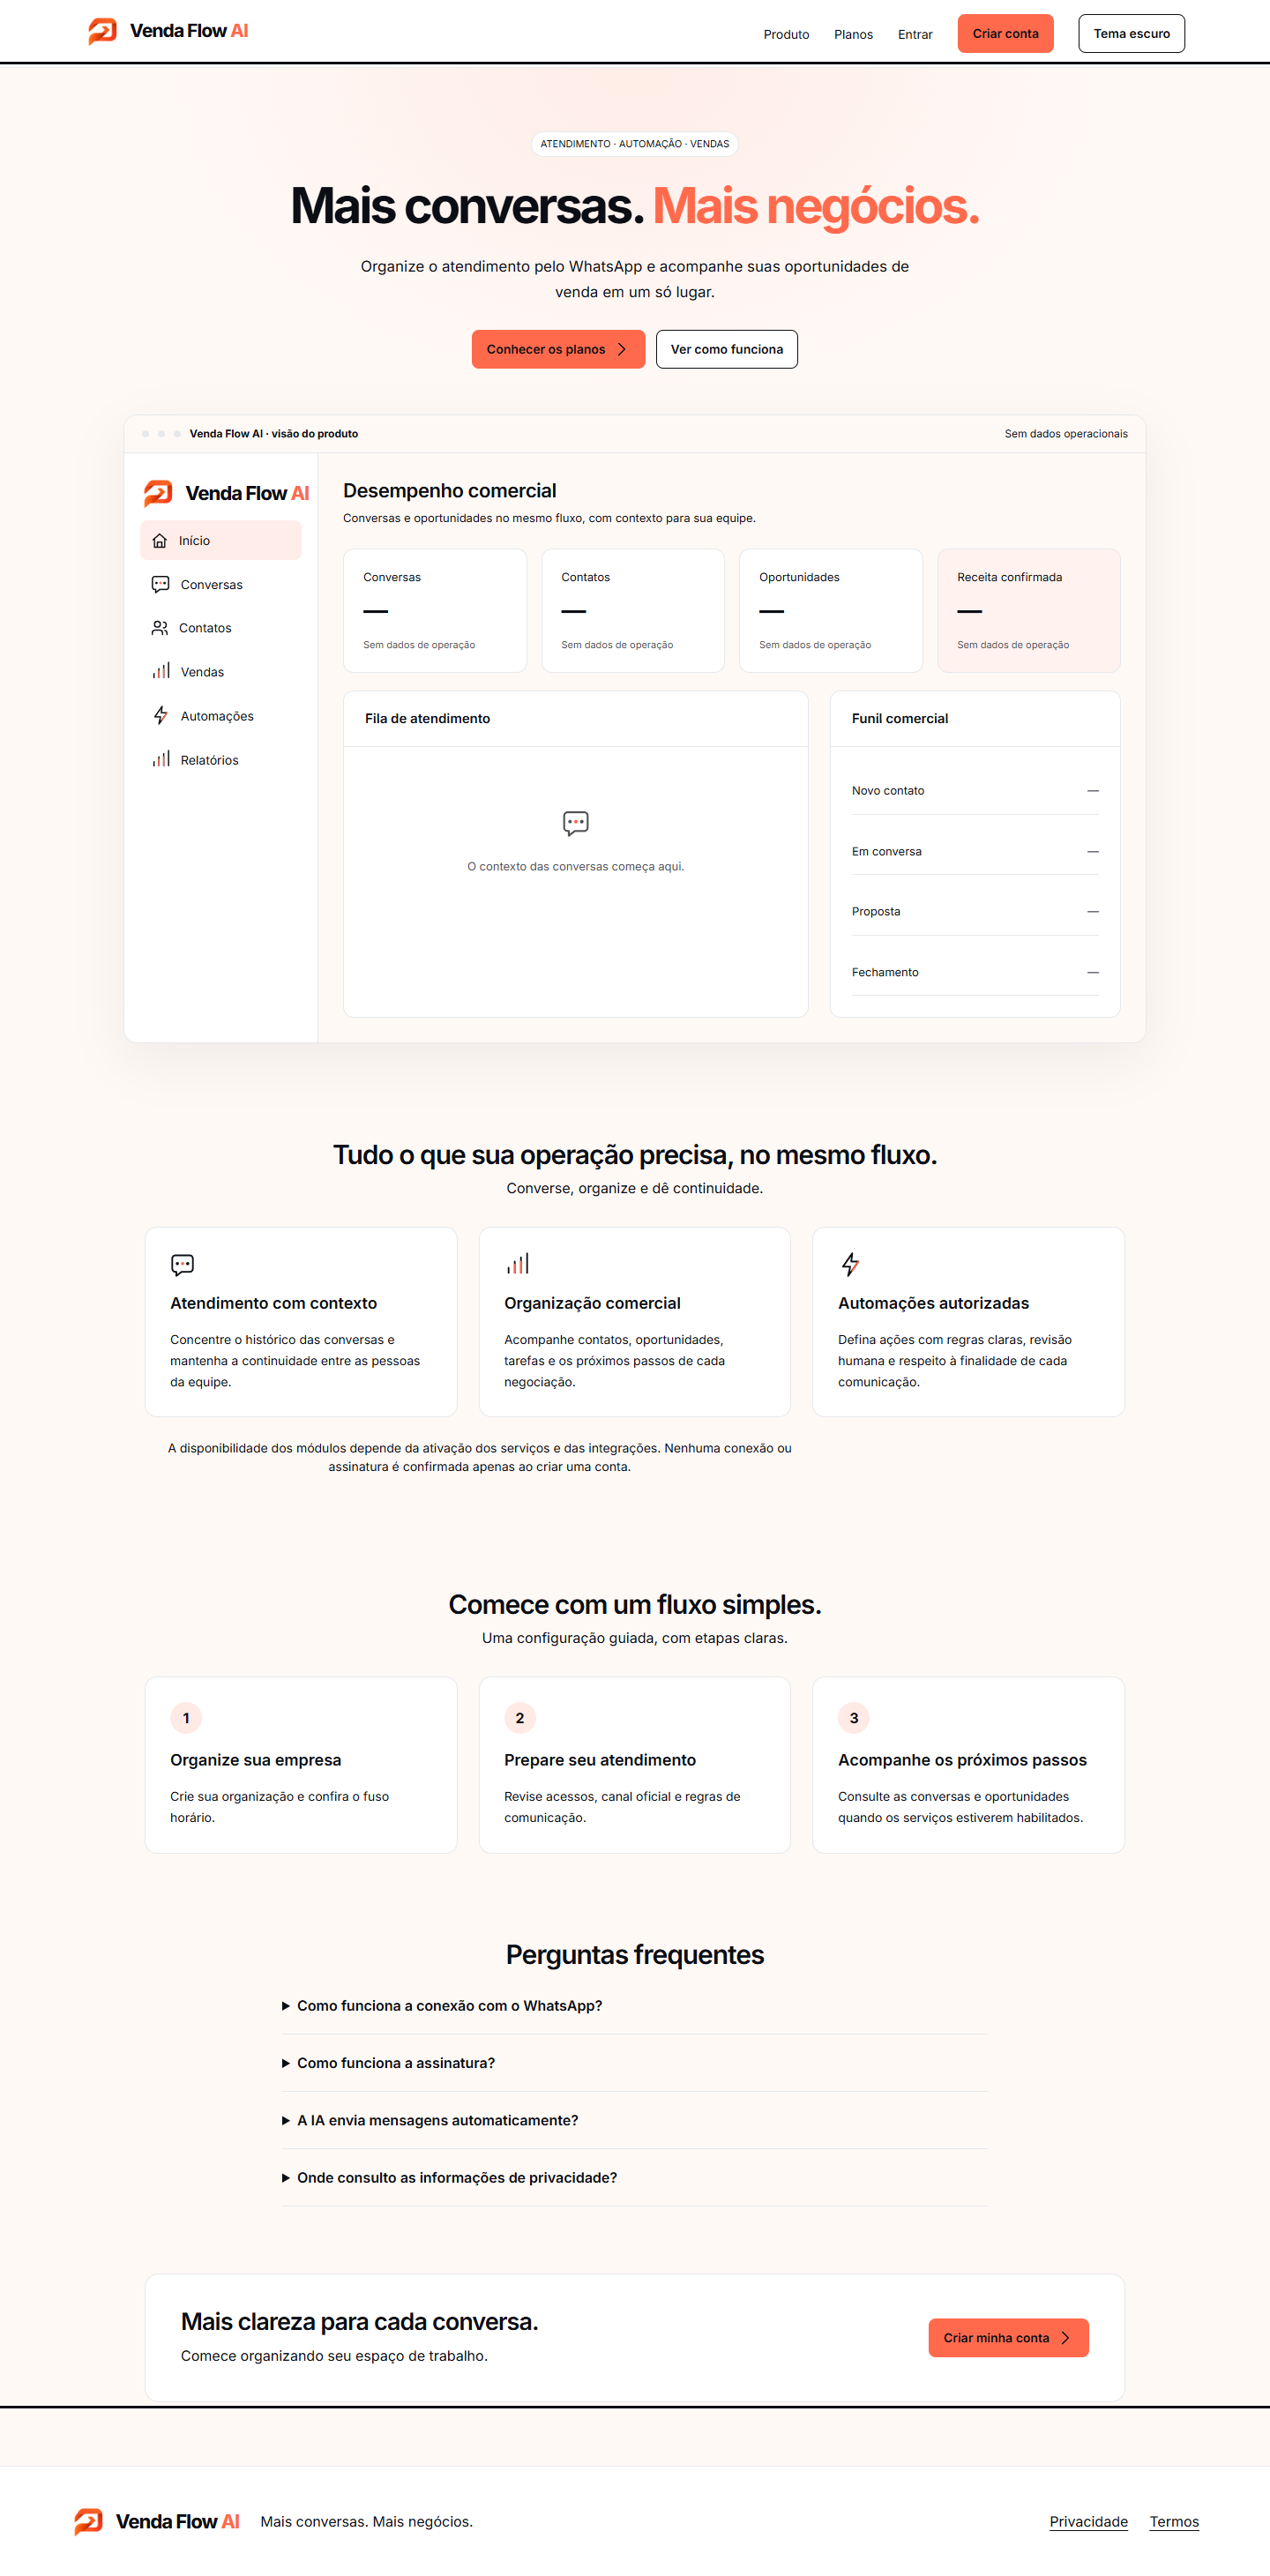 Venda Flow AI
Produto
Planos
Entrar
Criar conta
Tema escuro
ATENDIMENTO · AUTOMAÇÃO · VENDAS
Mais conversas. Mais negócios.
Organize o atendimento pelo WhatsApp e acompanhe suas oportunidades de
venda em um só lugar.
Conhecer os planos
Ver como funciona
Venda Flow AI · visão do produto
Sem dados operacionais
Venda Flow AI
Início
Conversas
Contatos
Vendas
Automações
Relatórios
Desempenho comercial
Conversas e oportunidades no mesmo fluxo, com contexto para sua equipe.
Conversas
—
Sem dados de operação
Contatos
—
Sem dados de operação
Oportunidades
—
Sem dados de operação
Receita confirmada
—
Sem dados de operação
Fila de atendimento
O contexto das conversas começa aqui.
Funil comercial
Novo contato —
Em conversa —
Proposta —
Fechamento —
Tudo o que sua operação precisa, no mesmo fluxo.
Converse, organize e dê continuidade.
Atendimento com contexto
Concentre o histórico das conversas e
mantenha a continuidade entre as pessoas
da equipe.
Organização comercial
Acompanhe contatos, oportunidades,
tarefas e os próximos passos de cada
negociação.
Automações autorizadas
Defina ações com regras claras, revisão
humana e respeito à finalidade de cada
comunicação.
A disponibilidade dos módulos depende da ativação dos serviços e das integrações. Nenhuma conexão ou
assinatura é confirmada apenas ao criar uma conta.
Comece com um fluxo simples.
Uma configuração guiada, com etapas claras.
1
Organize sua empresa
Crie sua organização e confira o fuso
horário.
2
Prepare seu atendimento
Revise acessos, canal oficial e regras de
comunicação.
3
Acompanhe os próximos passos
Consulte as conversas e oportunidades
quando os serviços estiverem habilitados.
Perguntas frequentes
Como funciona a conexão com o WhatsApp?
Como funciona a assinatura?
A IA envia mensagens automaticamente?
Onde consulto as informações de privacidade?
Mais clareza para cada conversa.
Comece organizando seu espaço de trabalho.
Criar minha conta
Venda Flow AI
Mais conversas. Mais negócios.
Privacidade
Termos